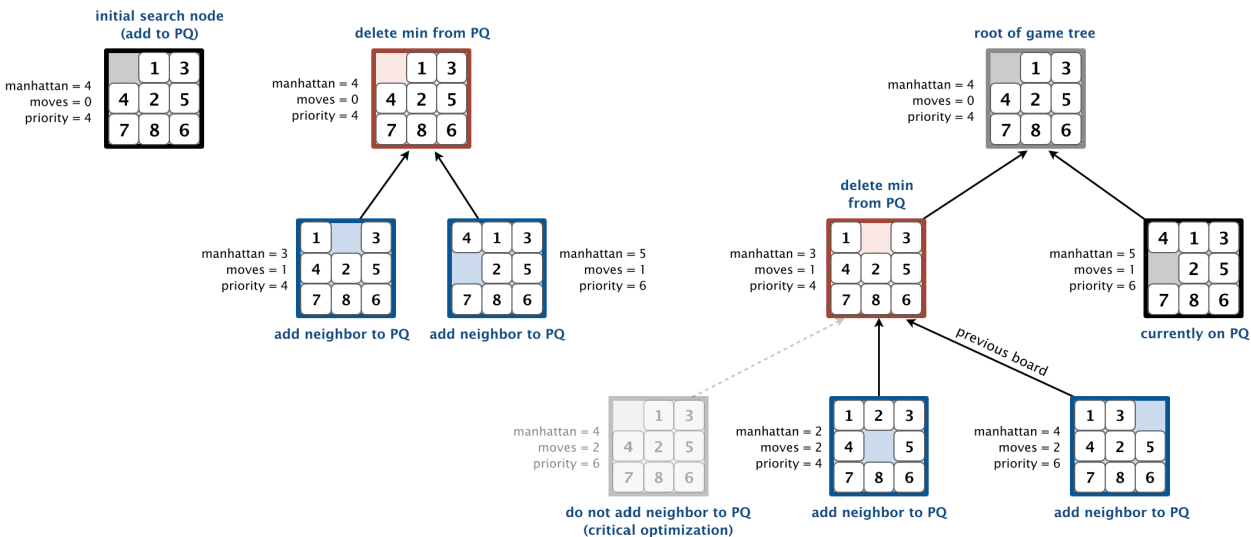 initial search node
(add to PQ)
manhattan = 4
moves = 0
priority = 4
1 3
4 2 5
7 8 6
delete min from PQ
manhattan = 4
moves = 0
priority = 4
1 3
4 2 5
7 8 6
manhattan = 3
moves = 1
priority = 4
1 3
4 2 5
7 8 6
add neighbor to PQ
4 1 3
2 5
7 8 6
manhattan = 5
moves = 1
priority = 6
add neighbor to PQ
root of game tree
manhattan = 4
moves = 0
priority = 4
1 3
4 2 5
7 8 6
delete min
from PQ
manhattan = 3
moves = 1
priority = 4
1 3
4 2 5
7 8 6
manhattan = 5
moves = 1
priority = 6
4 1 3
2 5
7 8 6
currently on PQ
previous board
manhattan = 4
moves = 2
priority = 6
1 3
4 2 5
7 8 6
do not add neighbor to PQ
(critical optimization)
manhattan = 2
moves = 2
priority = 4
1 2 3
4 5
7 8 6
add neighbor to PQ
manhattan = 4
moves = 2
priority = 6
1 3
4 2 5
7 8 6
add neighbor to PQ